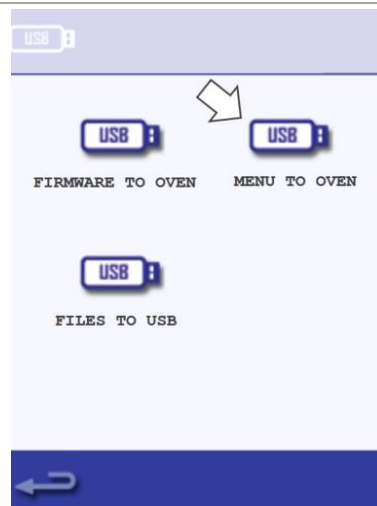 USB
USB USB
FIRMWARE TO OVEN MENU TO OVEN
USB
FILES TO USB